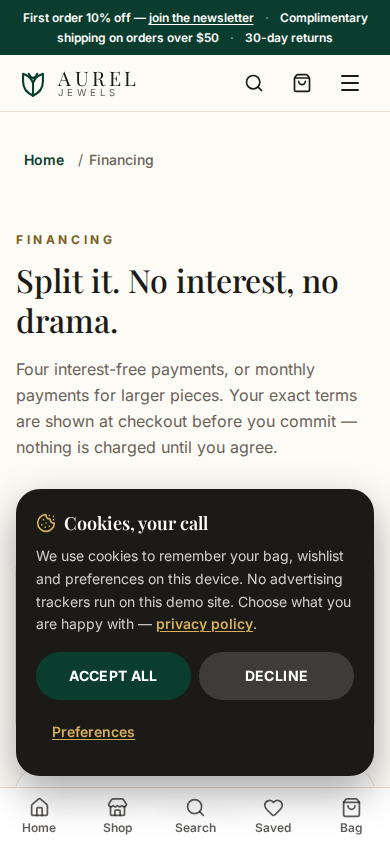 First order 10% off — join the newsletter · Complimentary
shipping on orders over $50 · 30-day returns
AUREL
JEWELS
Home / Financing
FINANCING
Split it. No interest, no
drama.
Four interest-free payments, or monthly
payments for larger pieces. Your exact terms
are shown at checkout before you commit —
nothing is charged until you agree.
Cookies, your call
We use cookies to remember your bag, wishlist
and preferences on this device. No advertising
trackers run on this demo site. Choose what you
are happy with — privacy policy.
ACCEPT ALL DECLINE
Preferences
Home Shop Search Saved Bag